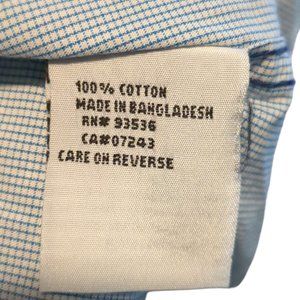 100% COTTON
MADE IN BANGLADESH
RN# 93536
CA#07243
CARE ON REVERSE